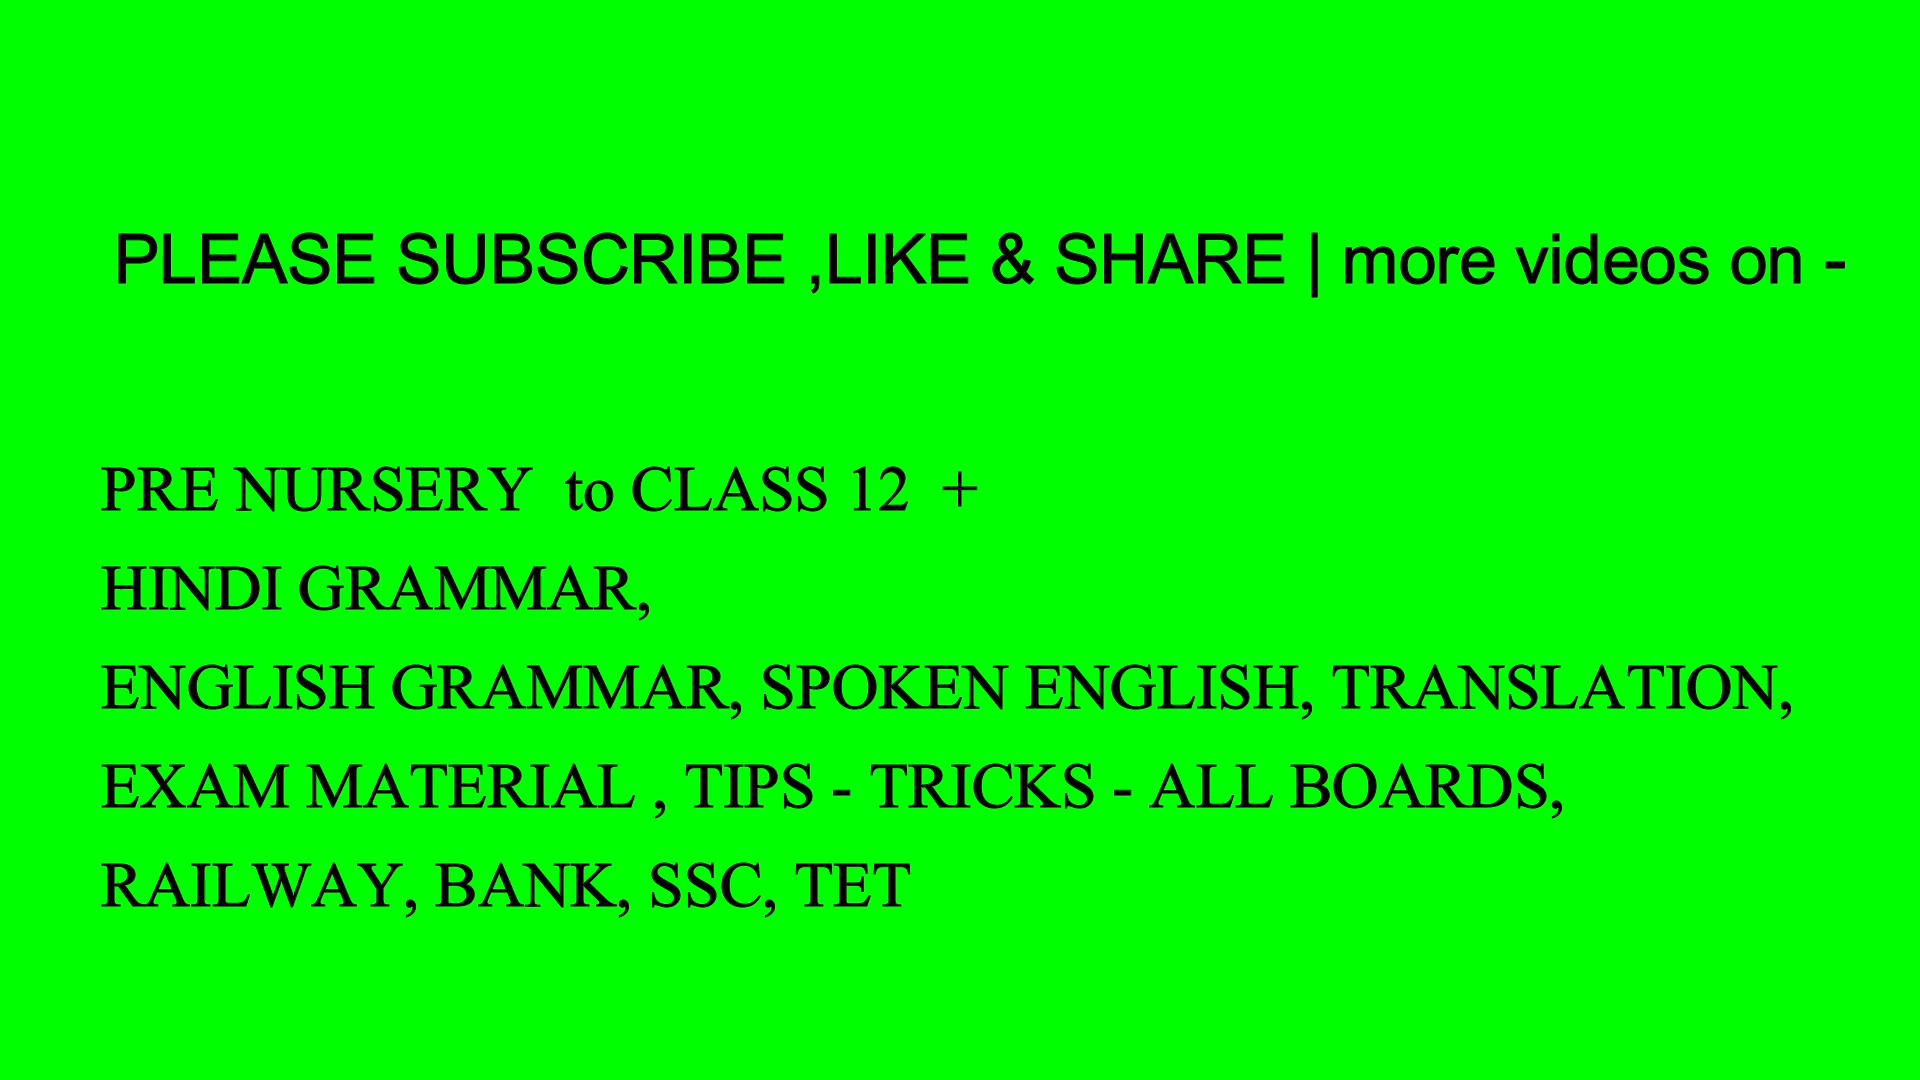 PLEASE SUBSCRIBE ,LIKE & SHARE | more videos on -
PRE NURSERY  to CLASS 12  +
HINDI GRAMMAR,
ENGLISH GRAMMAR, SPOKEN ENGLISH, TRANSLATION,
EXAM MATERIAL , TIPS - TRICKS - ALL BOARDS,
RAILWAY, BANK, SSC, TET